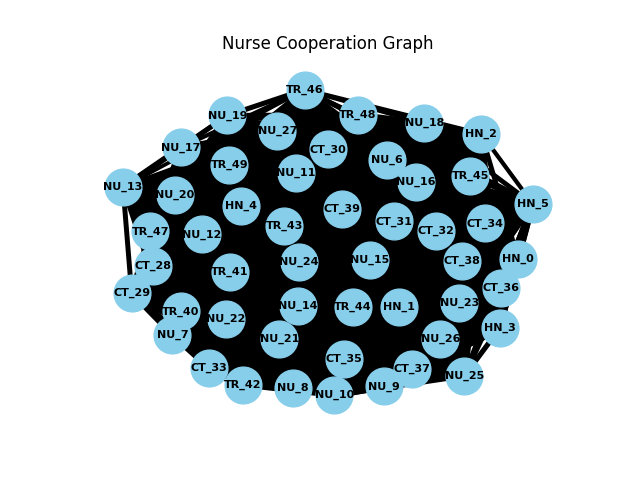 Nurse Cooperation Graph
TR_46
NU_19
TR_48
NU_18
NU_27
HN_2
NU_17
CT_30
NU_6
TR_49
NU_11
TR_45
NU_16
NU_13
NU_20
HN_5
HN_4
CT_39
CT_31
CT_34
TR_43
TR_47
CT_32
NU_12
HN_0
NU_15
CT_38
NU_24
CT_28
TR_41
CT_36
CT_29
NU_23
NU_14
TR_44
HN_1
TR_40
NU_22
HN_3
NU_7
NU_21
NU_26
CT_35
CT_33
CT_37
NU_25
TR_42
NU_8
NU_9
NU_10